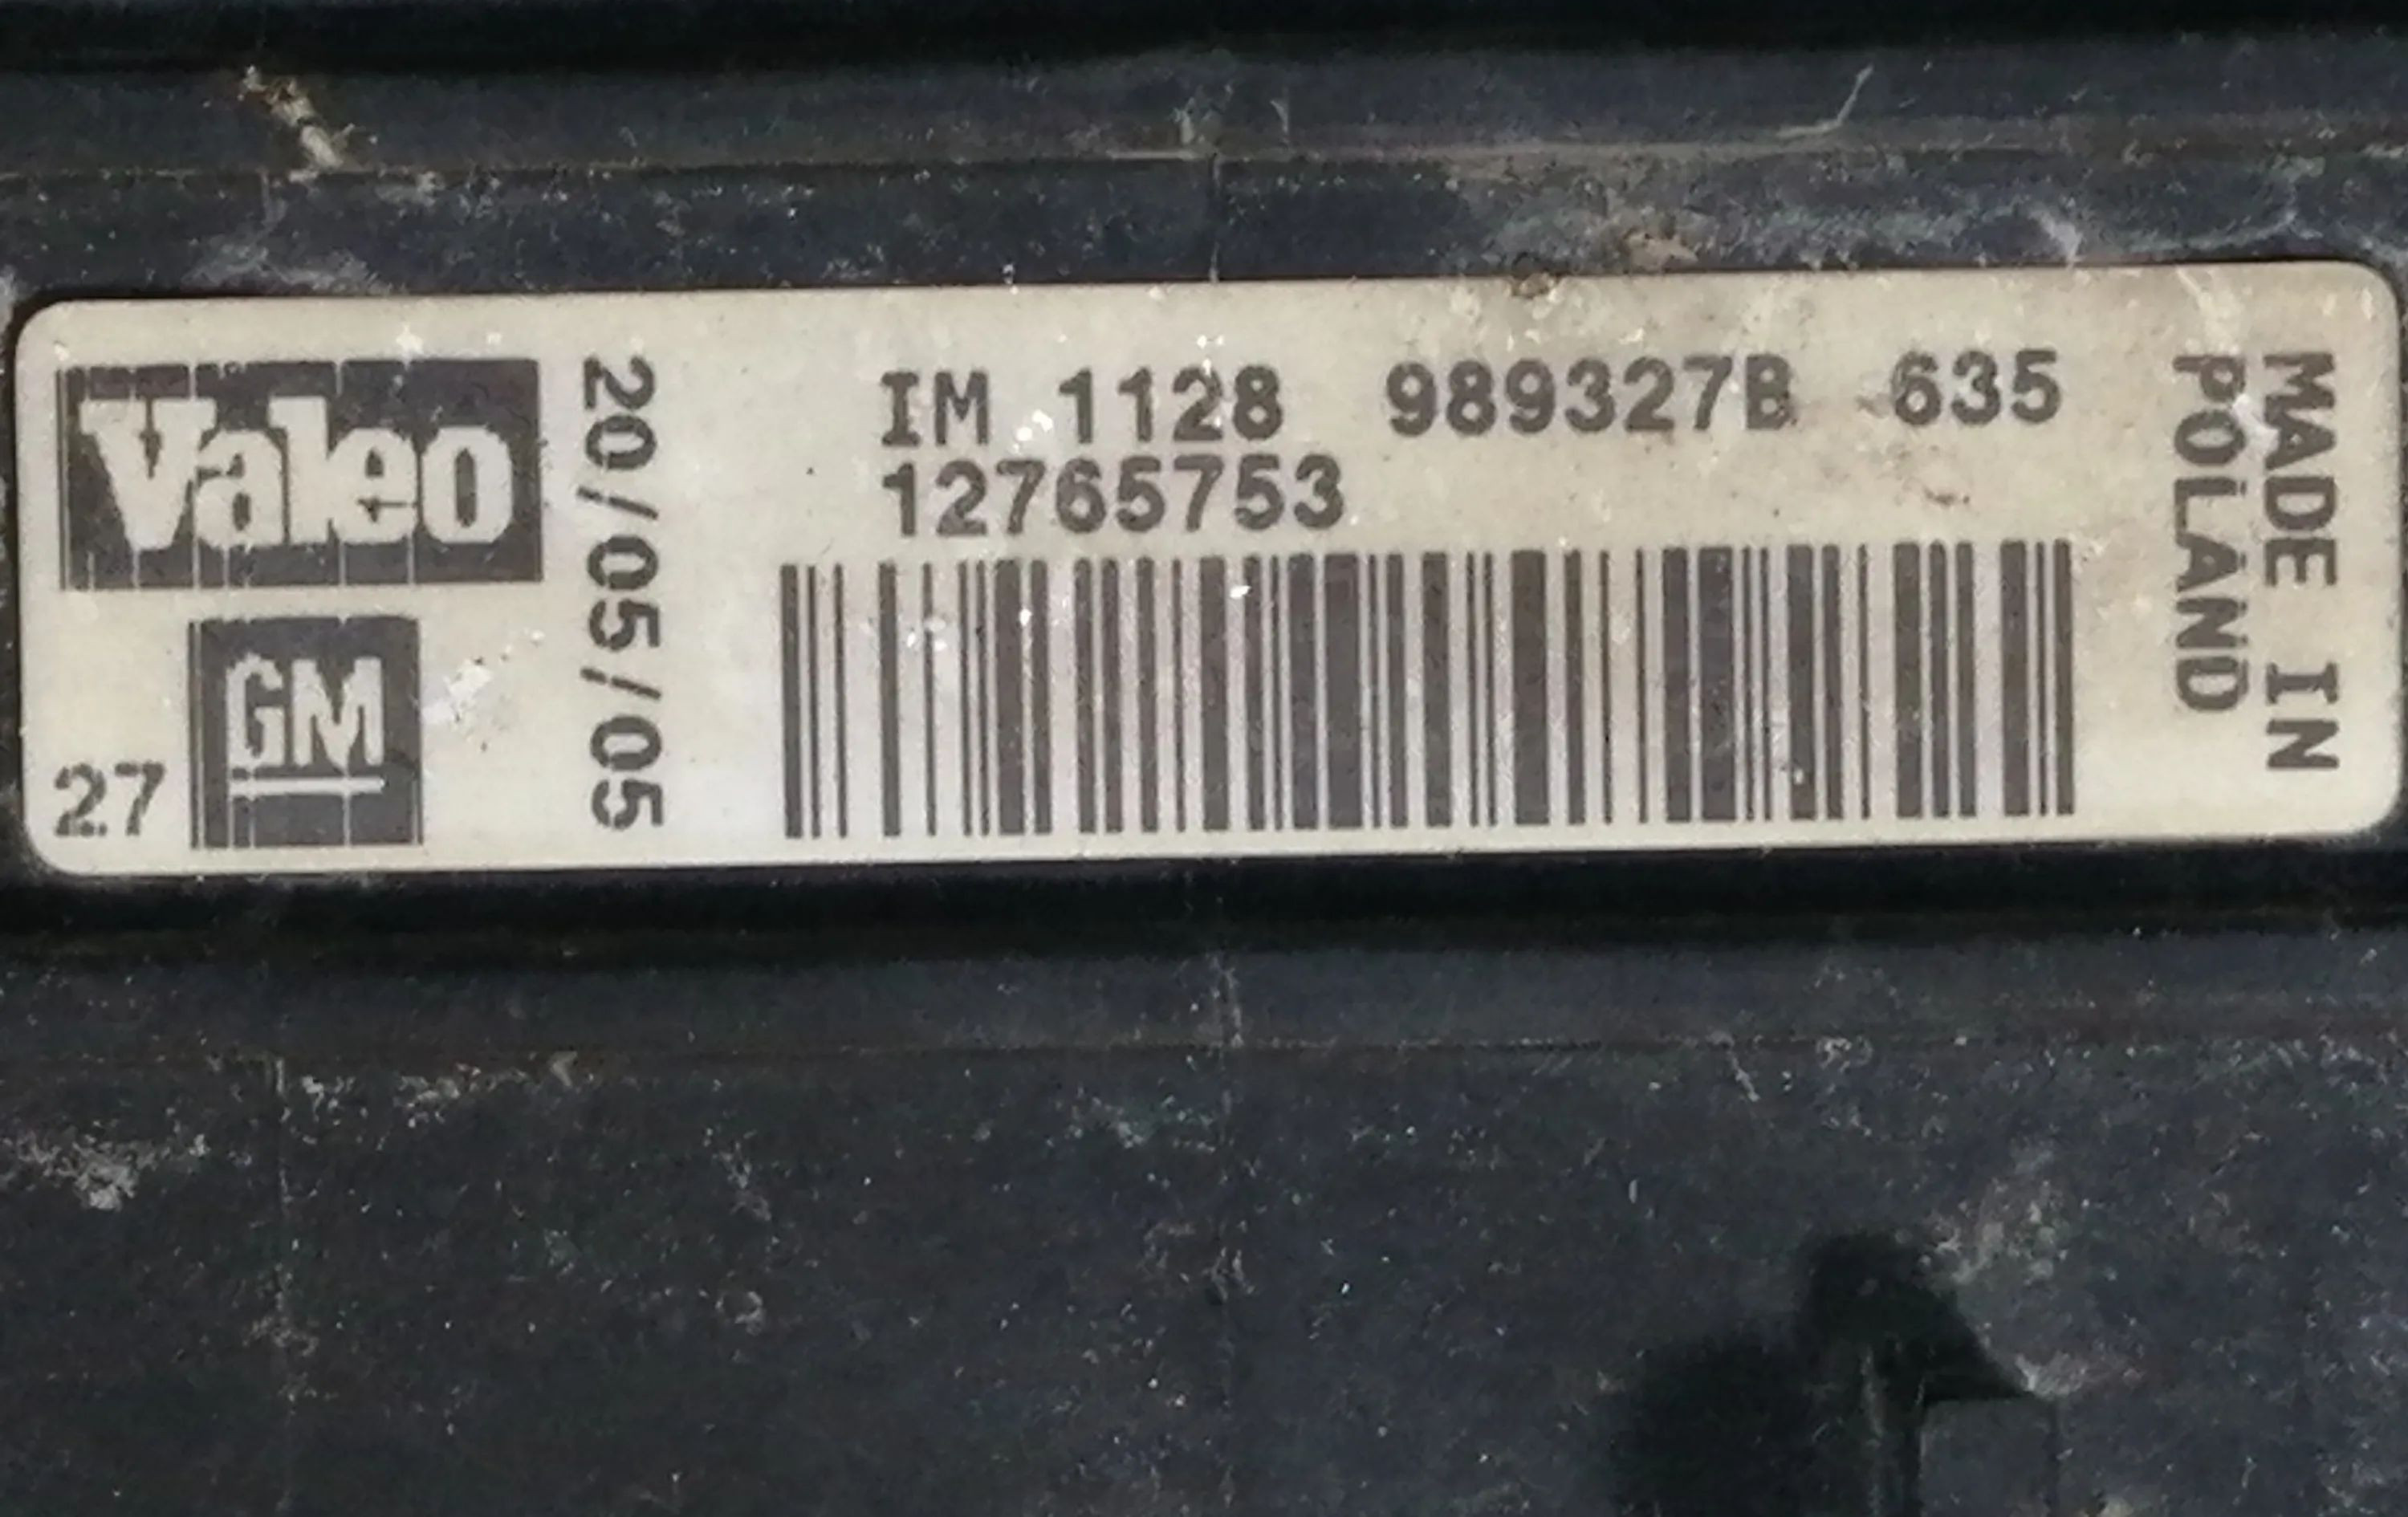 Valeo
GM
27
20/05/05
IM 1128 989327B 635
12765753
MADE IN
POLAND